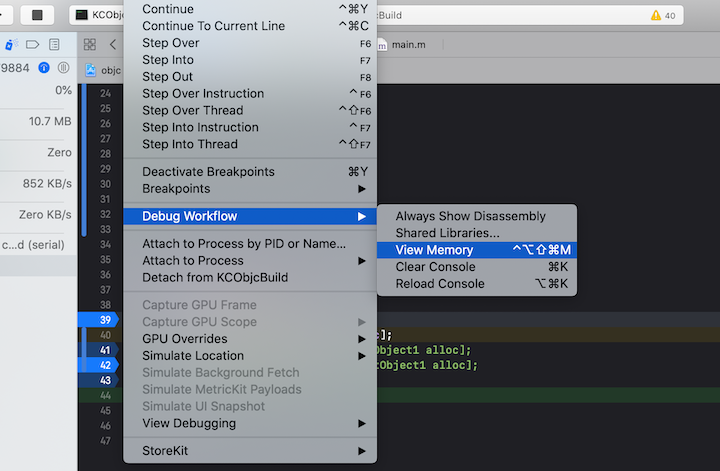 KCObjc
cBuild
40
main.m
9884
objc
0%
10.7 MB
Zero
852 KB/s
Zero KB/s
c...d (serial)
24
25
26
27
28
29
30
31
32
33
34
35
36
37
38
39
40
41
42
43
44
45
46
47
Continue ^⌘Y
Continue To Current Line ^⌘C
Step Over F6
Step Into F7
Step Out F8
Step Over Instruction ^F6
Step Over Thread ^⇧F6
Step Into Instruction ^F7
Step Into Thread ^⇧F7
Deactivate Breakpoints ⌘Y
Breakpoints
Debug Workflow
Attach to Process by PID or Name...
Attach to Process
Detach from KCObjcBuild
Capture GPU Frame
Capture GPU Scope
GPU Overrides
Simulate Location
Simulate Background Fetch
Simulate MetricKit Payloads
Simulate UI Snapshot
View Debugging
StoreKit
Always Show Disassembly
Shared Libraries...
View Memory ^⌥⇧⌘M
Clear Console ⌘K
Reload Console ⌥⌘K
];
Object1 alloc];
tObject1 alloc];